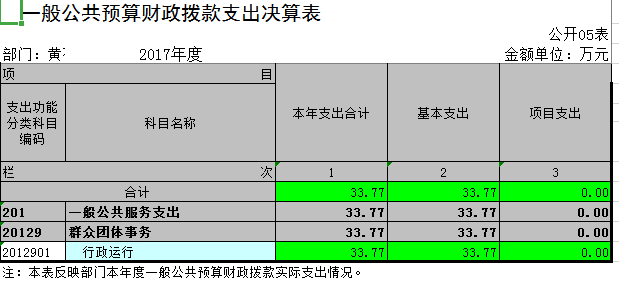 一般公共预算财政拨款支出决算表
公开05表
部门：黄 2017年度 金额单位：万元
项 目
支出功能分类科目编码 科目名称 本年支出合计 基本支出 项目支出
栏 次 1 2 3
合计 33.77 33.77 0.00
201 一般公共服务支出 33.77 33.77 0.00
20129 群众团体事务 33.77 33.77 0.00
2012901 行政运行 33.77 33.77 0.00
注：本表反映部门本年度一般公共预算财政拨款实际支出情况。